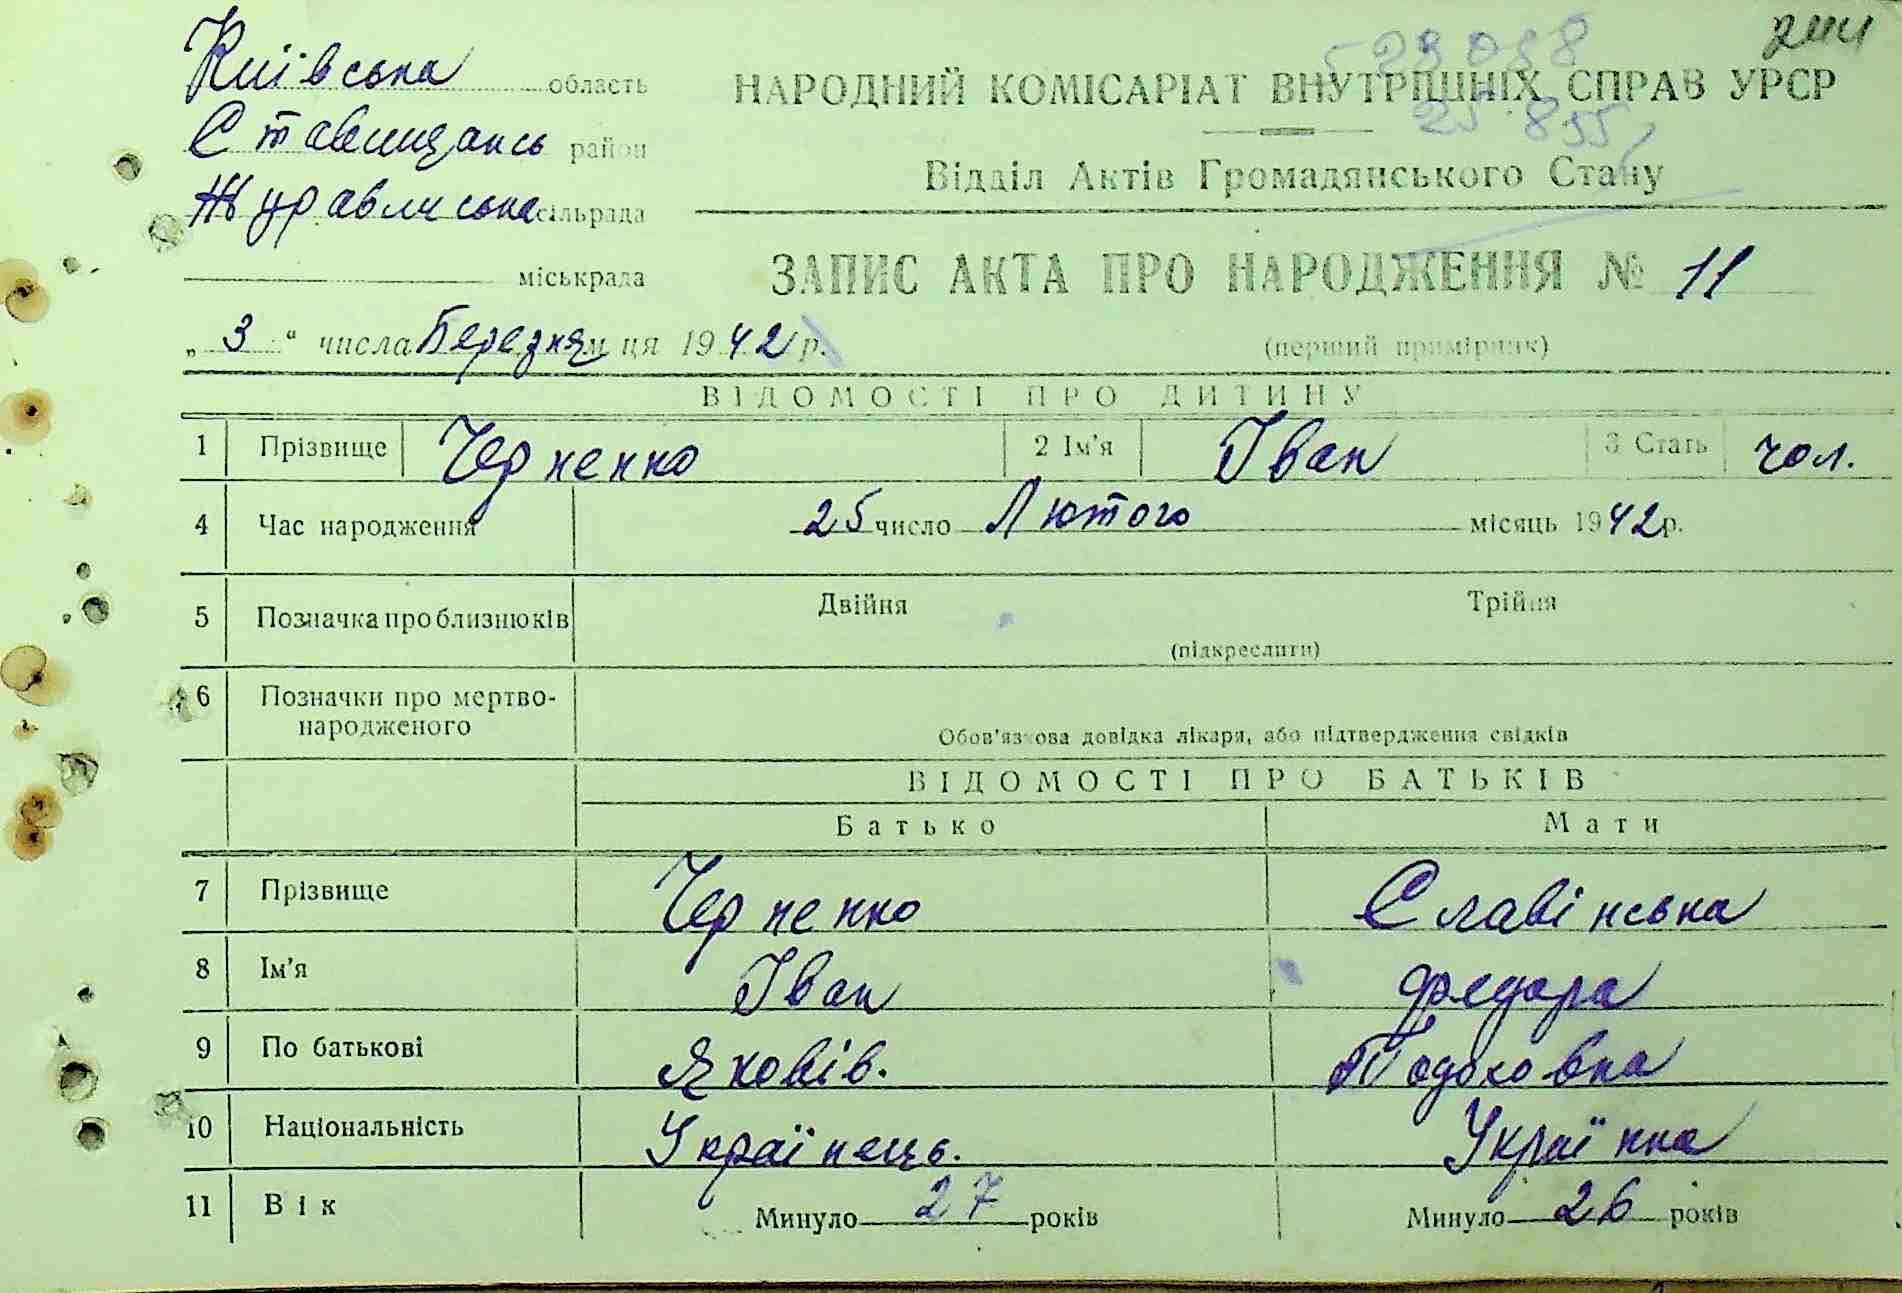 Київська область
Ставищансь район
Журавлиська сільрада
міськрада
НАРОДНИЙ КОМІСАРІАТ ВНУТРІШНІХ СПРАВ УРСР
Відділ Актів Громадянського Стану
ЗАПИС АКТА ПРО НАРОДЖЕННЯ № 11
„ 3 “ числа Березня м ця 1942 р.
(перший примірник)
ВІДОМОСТІ ПРО ДИТИНУ
1 Прізвище Черненко 2 Ім'я Іван 3 Стать чол.
4 Час народження 25 число Лютого місяць 1942р.
5 Позначка про близнюків Двійня Трійня
(підкреслити)
6 Позначки про мертво-
народженого
Обов'язкова довідка лікаря, або підтвердження свідків
ВІДОМОСТІ ПРО БАТЬКІВ
Батько Мати
7 Прізвище Черненко Славінська
8 Ім'я Іван Федора
9 По батькові Яковів.
10 Національність Українець. Українка
11 Вік Минуло 27 років Минуло 26 років